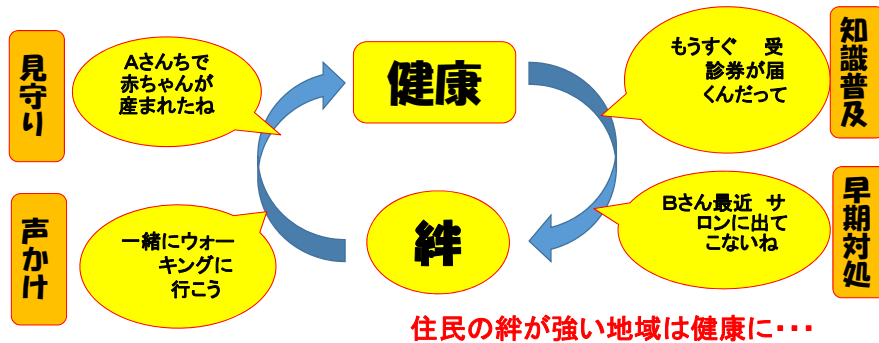 見守り
Aさんちで
赤ちゃんが
産まれたね
健康
もうすぐ　受
診券が届
くんだって
知識普及
声かけ
一緒にウォー
キングに
行こう
絆
Bさん最近　サ
ロンに出て
こないね
早期対処
住民の絆が強い地域は健康に・・・